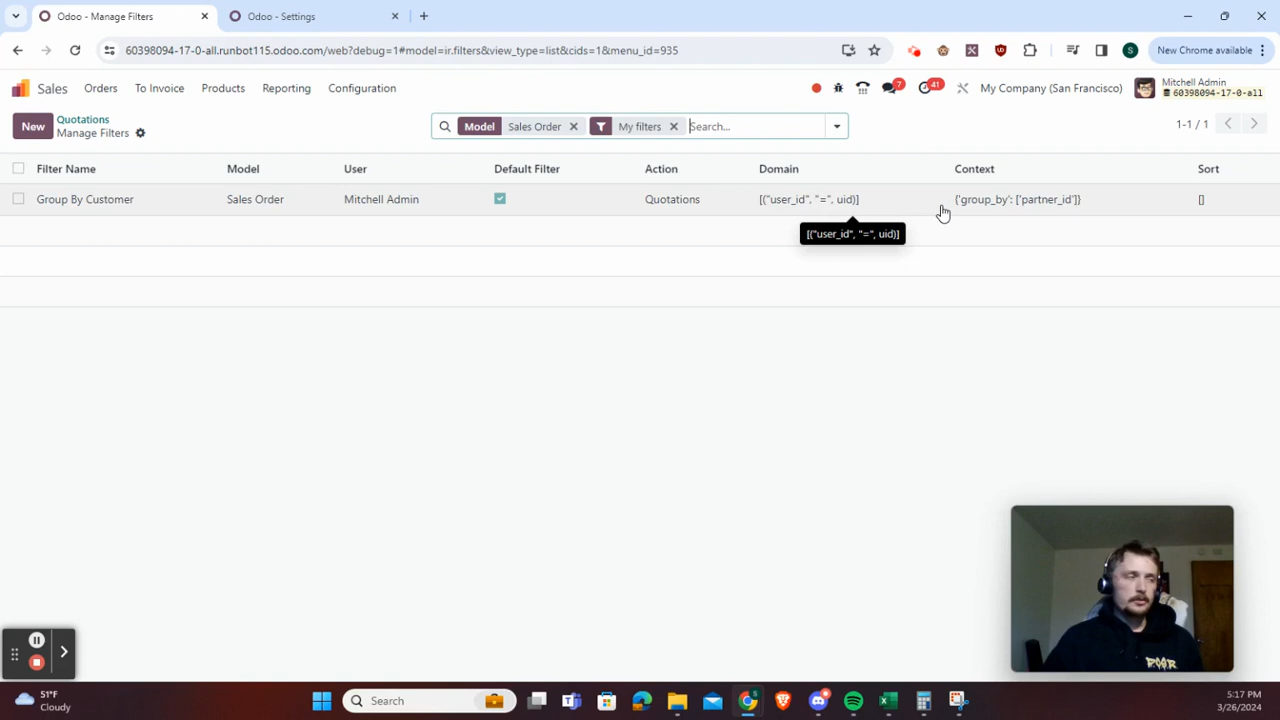 Odoo - Manage Filters
Odoo - Settings
60398094-17-0-all.runbot115.odoo.com/web?debug=1#model=ir.filters&view_type=list&cids=1&menu_id=935
S
New Chrome available
Sales
Orders
To Invoice
Products
Reporting
Configuration
7
41
My Company (San Francisco)
Mitchell Admin
60398094-17-0-all
New
Quotations
Manage Filters
Model
Sales Order
My filters
Search...
1-1 / 1
Filter Name
Model
User
Default Filter
Action
Domain
Context
Sort
Group By Customer
Sales Order
Mitchell Admin
Quotations
[("user_id", "=", uid)]
{'group_by': ['partner_id']}
[]
[("user_id", "=", uid)]
51°F
Cloudy
Search
5:17 PM
3/26/2024